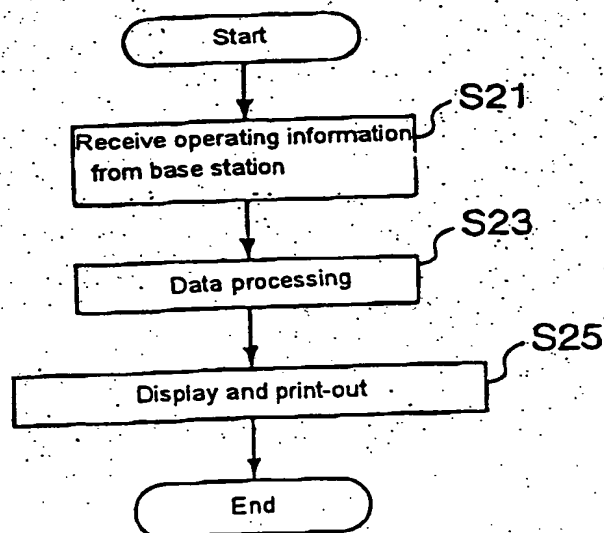 Start
S21
Receive operating information
from base station
S23
Data processing
S25
Display and print-out
End